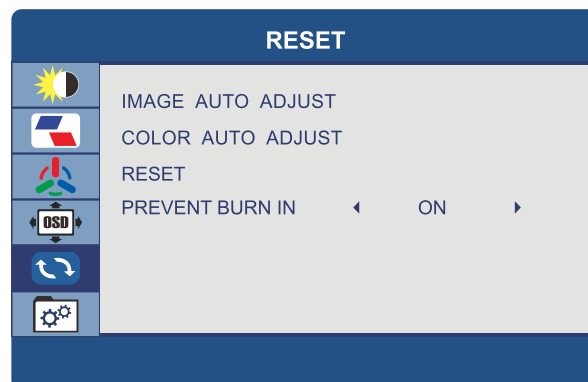 RESET
IMAGE AUTO ADJUST
COLOR AUTO ADJUST
RESET
PREVENT BURN IN ON
OSD